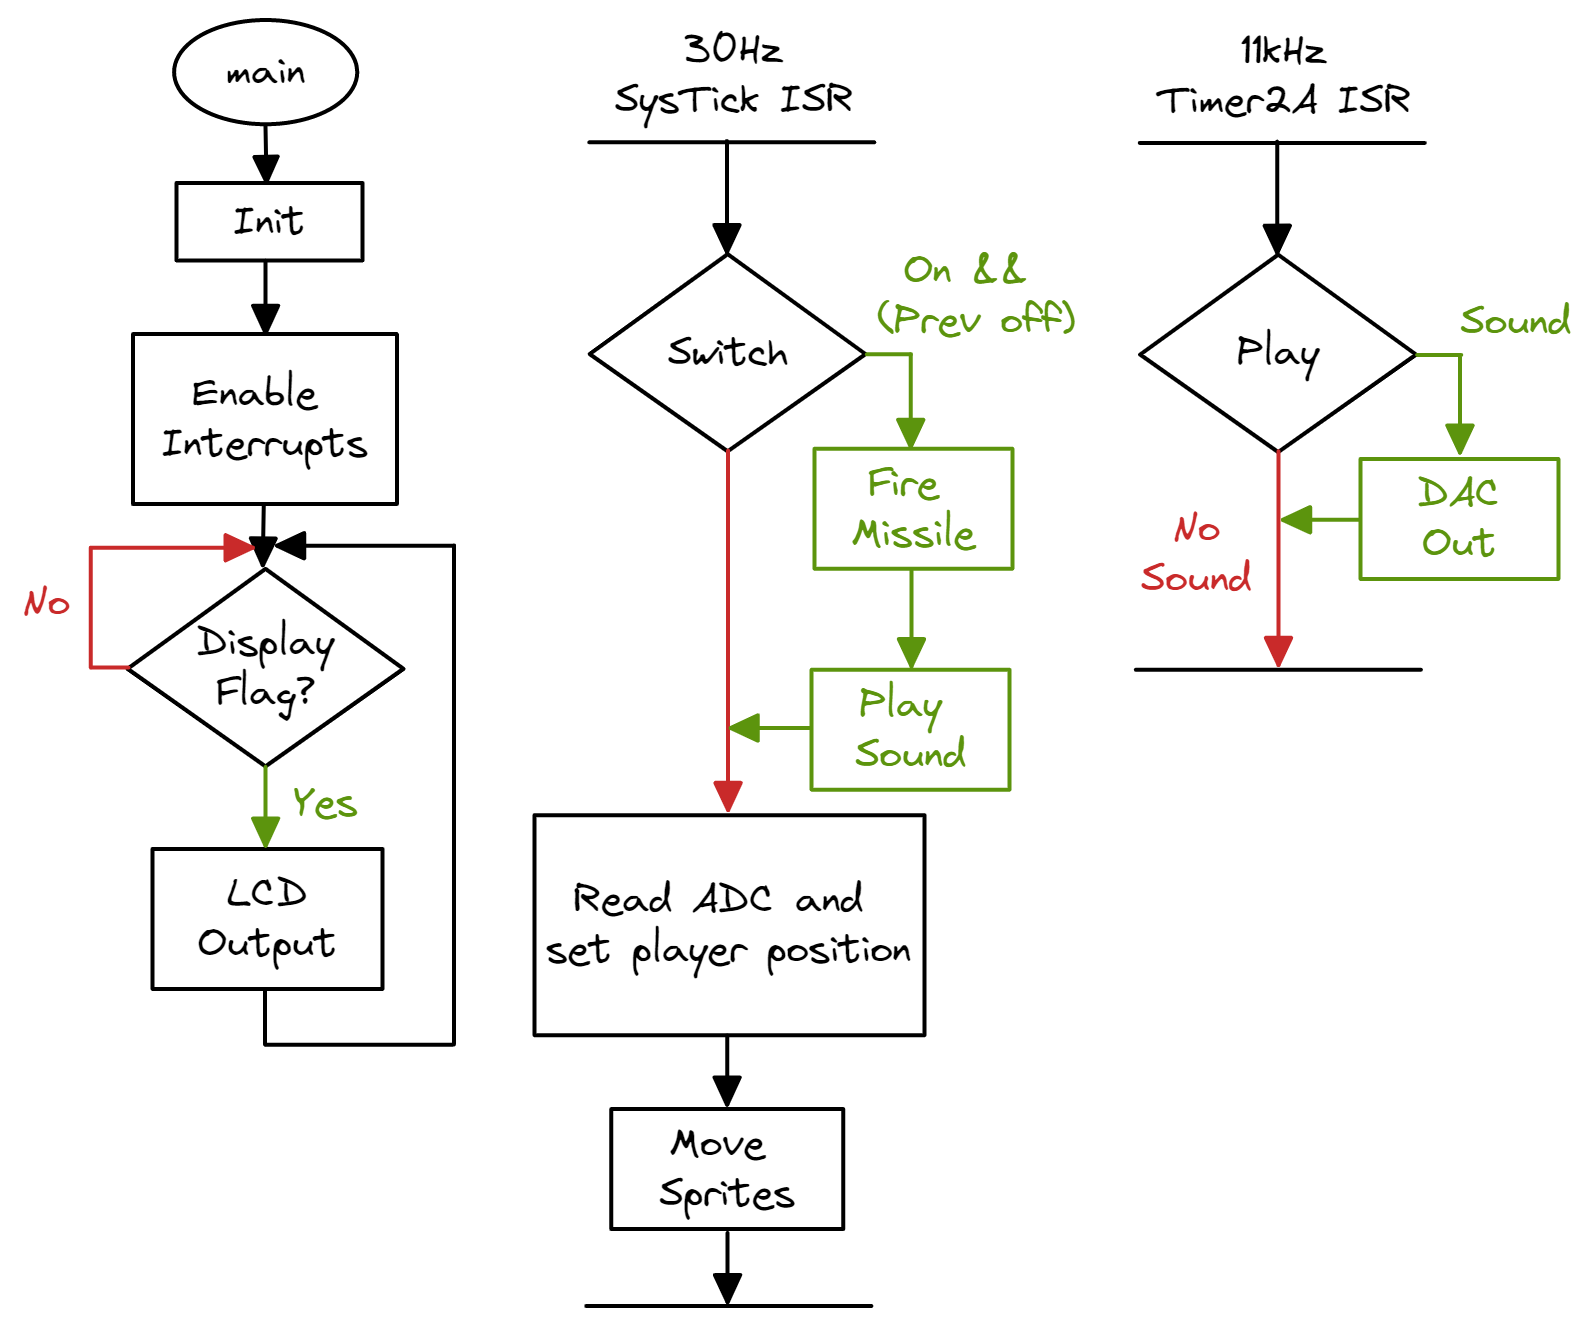 main
Init
Enable
Interrupts
No
Display
Flag?
Yes
LCD
Output
30Hz
SysTick ISR
Switch
On &&
(Prev off)
Fire
Missile
Play
Sound
Read ADC and
set player position
Move
Sprites
11kHz
Timer2A ISR
Play
Sound
DAC
Out
No
Sound